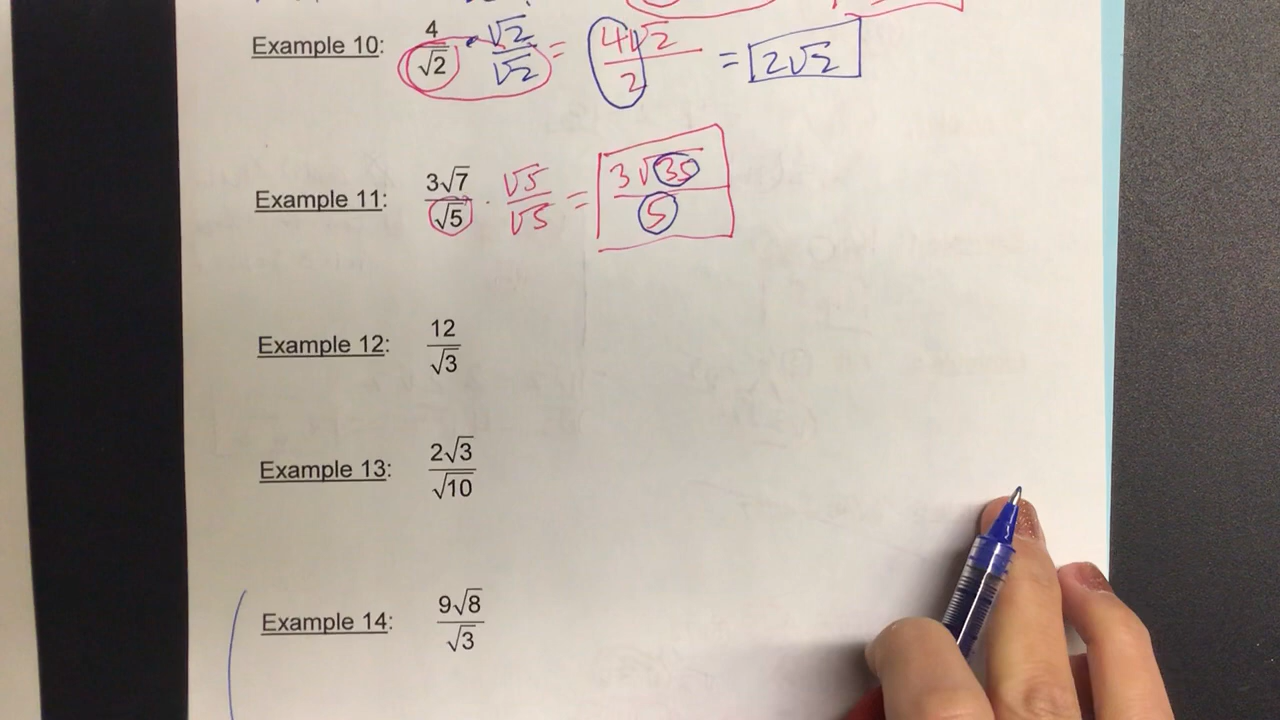 Example 10: 4/√2 · √2/√2 = 4√2/2 = 2√2
Example 11: 3√7/√5 · √5/√5 = 3√35/5
Example 12: 12/√3
Example 13: 2√3/√10
Example 14: 9√8/√3